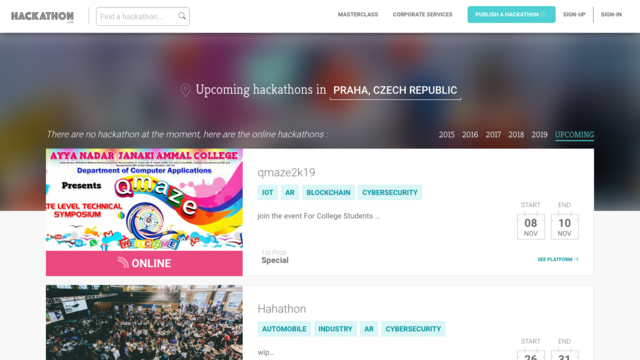 HACKATHON
.COM
Find a hackathon...
MASTERCLASS
CORPORATE SERVICES
PUBLISH A HACKATHON
SIGN-UP
SIGN-IN
Upcoming hackathons in PRAHA, CZECH REPUBLIC
There are no hackathon at the moment, here are the online hackathons :
2015 2016 2017 2018 2019 UPCOMING
AYYA NADAR JANAKI AMMAL COLLEGE
Department of Computer Applications
Presents
Qmaze
TE LEVEL TECHNICAL
SYMPOSIUM
WELCOME
ONLINE
qmaze2k19
IOT AR BLOCKCHAIN CYBERSECURITY
join the event For College Students ...
START END
08 10
NOV NOV
1st Prize
Special
SEE PLATFORM
Hahathon
AUTOMOBILE INDUSTRY AR CYBERSECURITY
START END
wip...
26 31